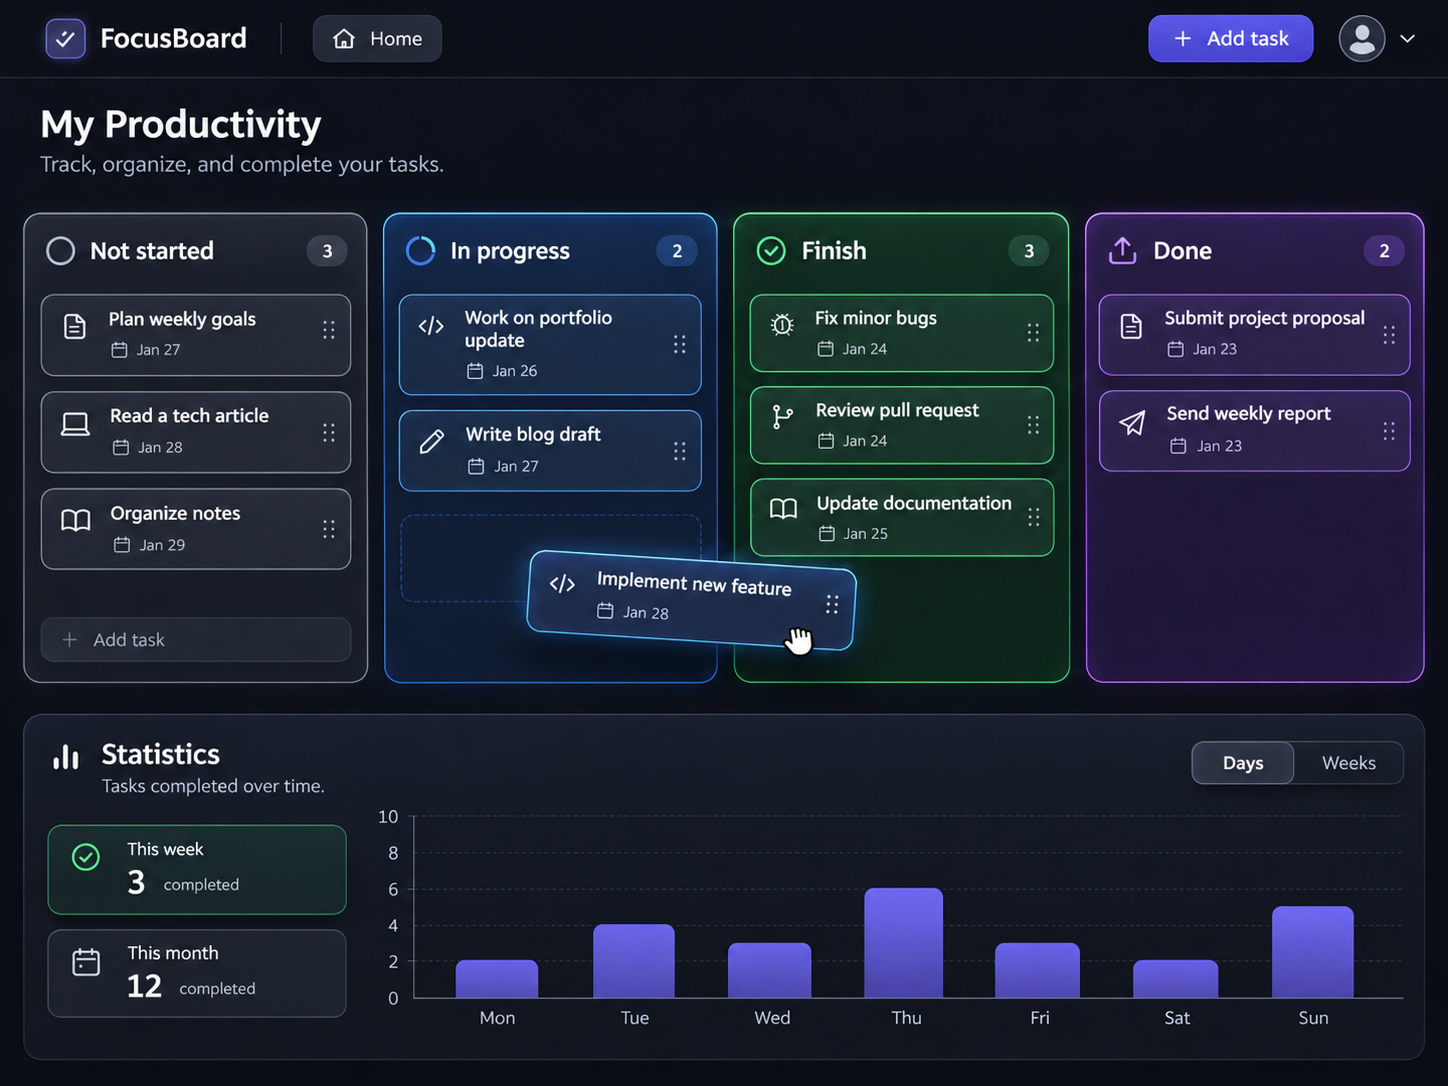 FocusBoard
Home
+ Add task
My Productivity
Track, organize, and complete your tasks.
Not started
3
Plan weekly goals
Jan 27
Read a tech article
Jan 28
Organize notes
Jan 29
+ Add task
In progress
2
Work on portfolio
update
Jan 26
Write blog draft
Jan 27
Implement new feature
Jan 28
Finish
3
Fix minor bugs
Jan 24
Review pull request
Jan 24
Update documentation
Jan 25
Done
2
Submit project proposal
Jan 23
Send weekly report
Jan 23
Statistics
Tasks completed over time.
Days
Weeks
This week
3 completed
This month
12 completed
10
8
6
4
2
0
Mon
Tue
Wed
Thu
Fri
Sat
Sun